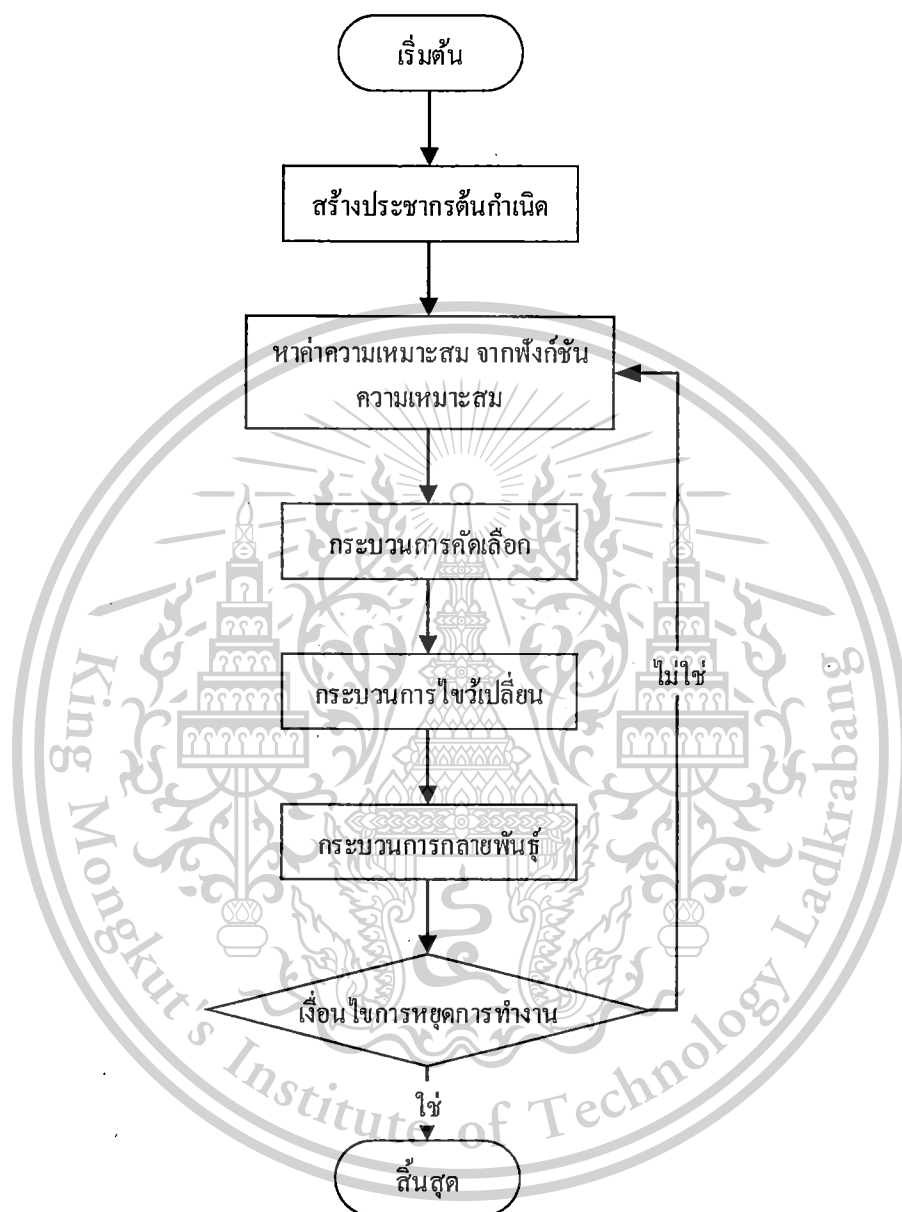 เริ่มต้น
สร้างประชากรต้นกำเนิด
หาค่าความเหมาะสม จากฟังก์ชัน
ความเหมาะสม
กระบวนการคัดเลือก
กระบวนการไขว้เปลี่ยน
กระบวนการกลายพันธุ์
เงื่อนไขการหยุดการทำงาน
ไม่ใช่
ใช่
สิ้นสุด
King Mongkut's Institute of Technology Ladkrabang